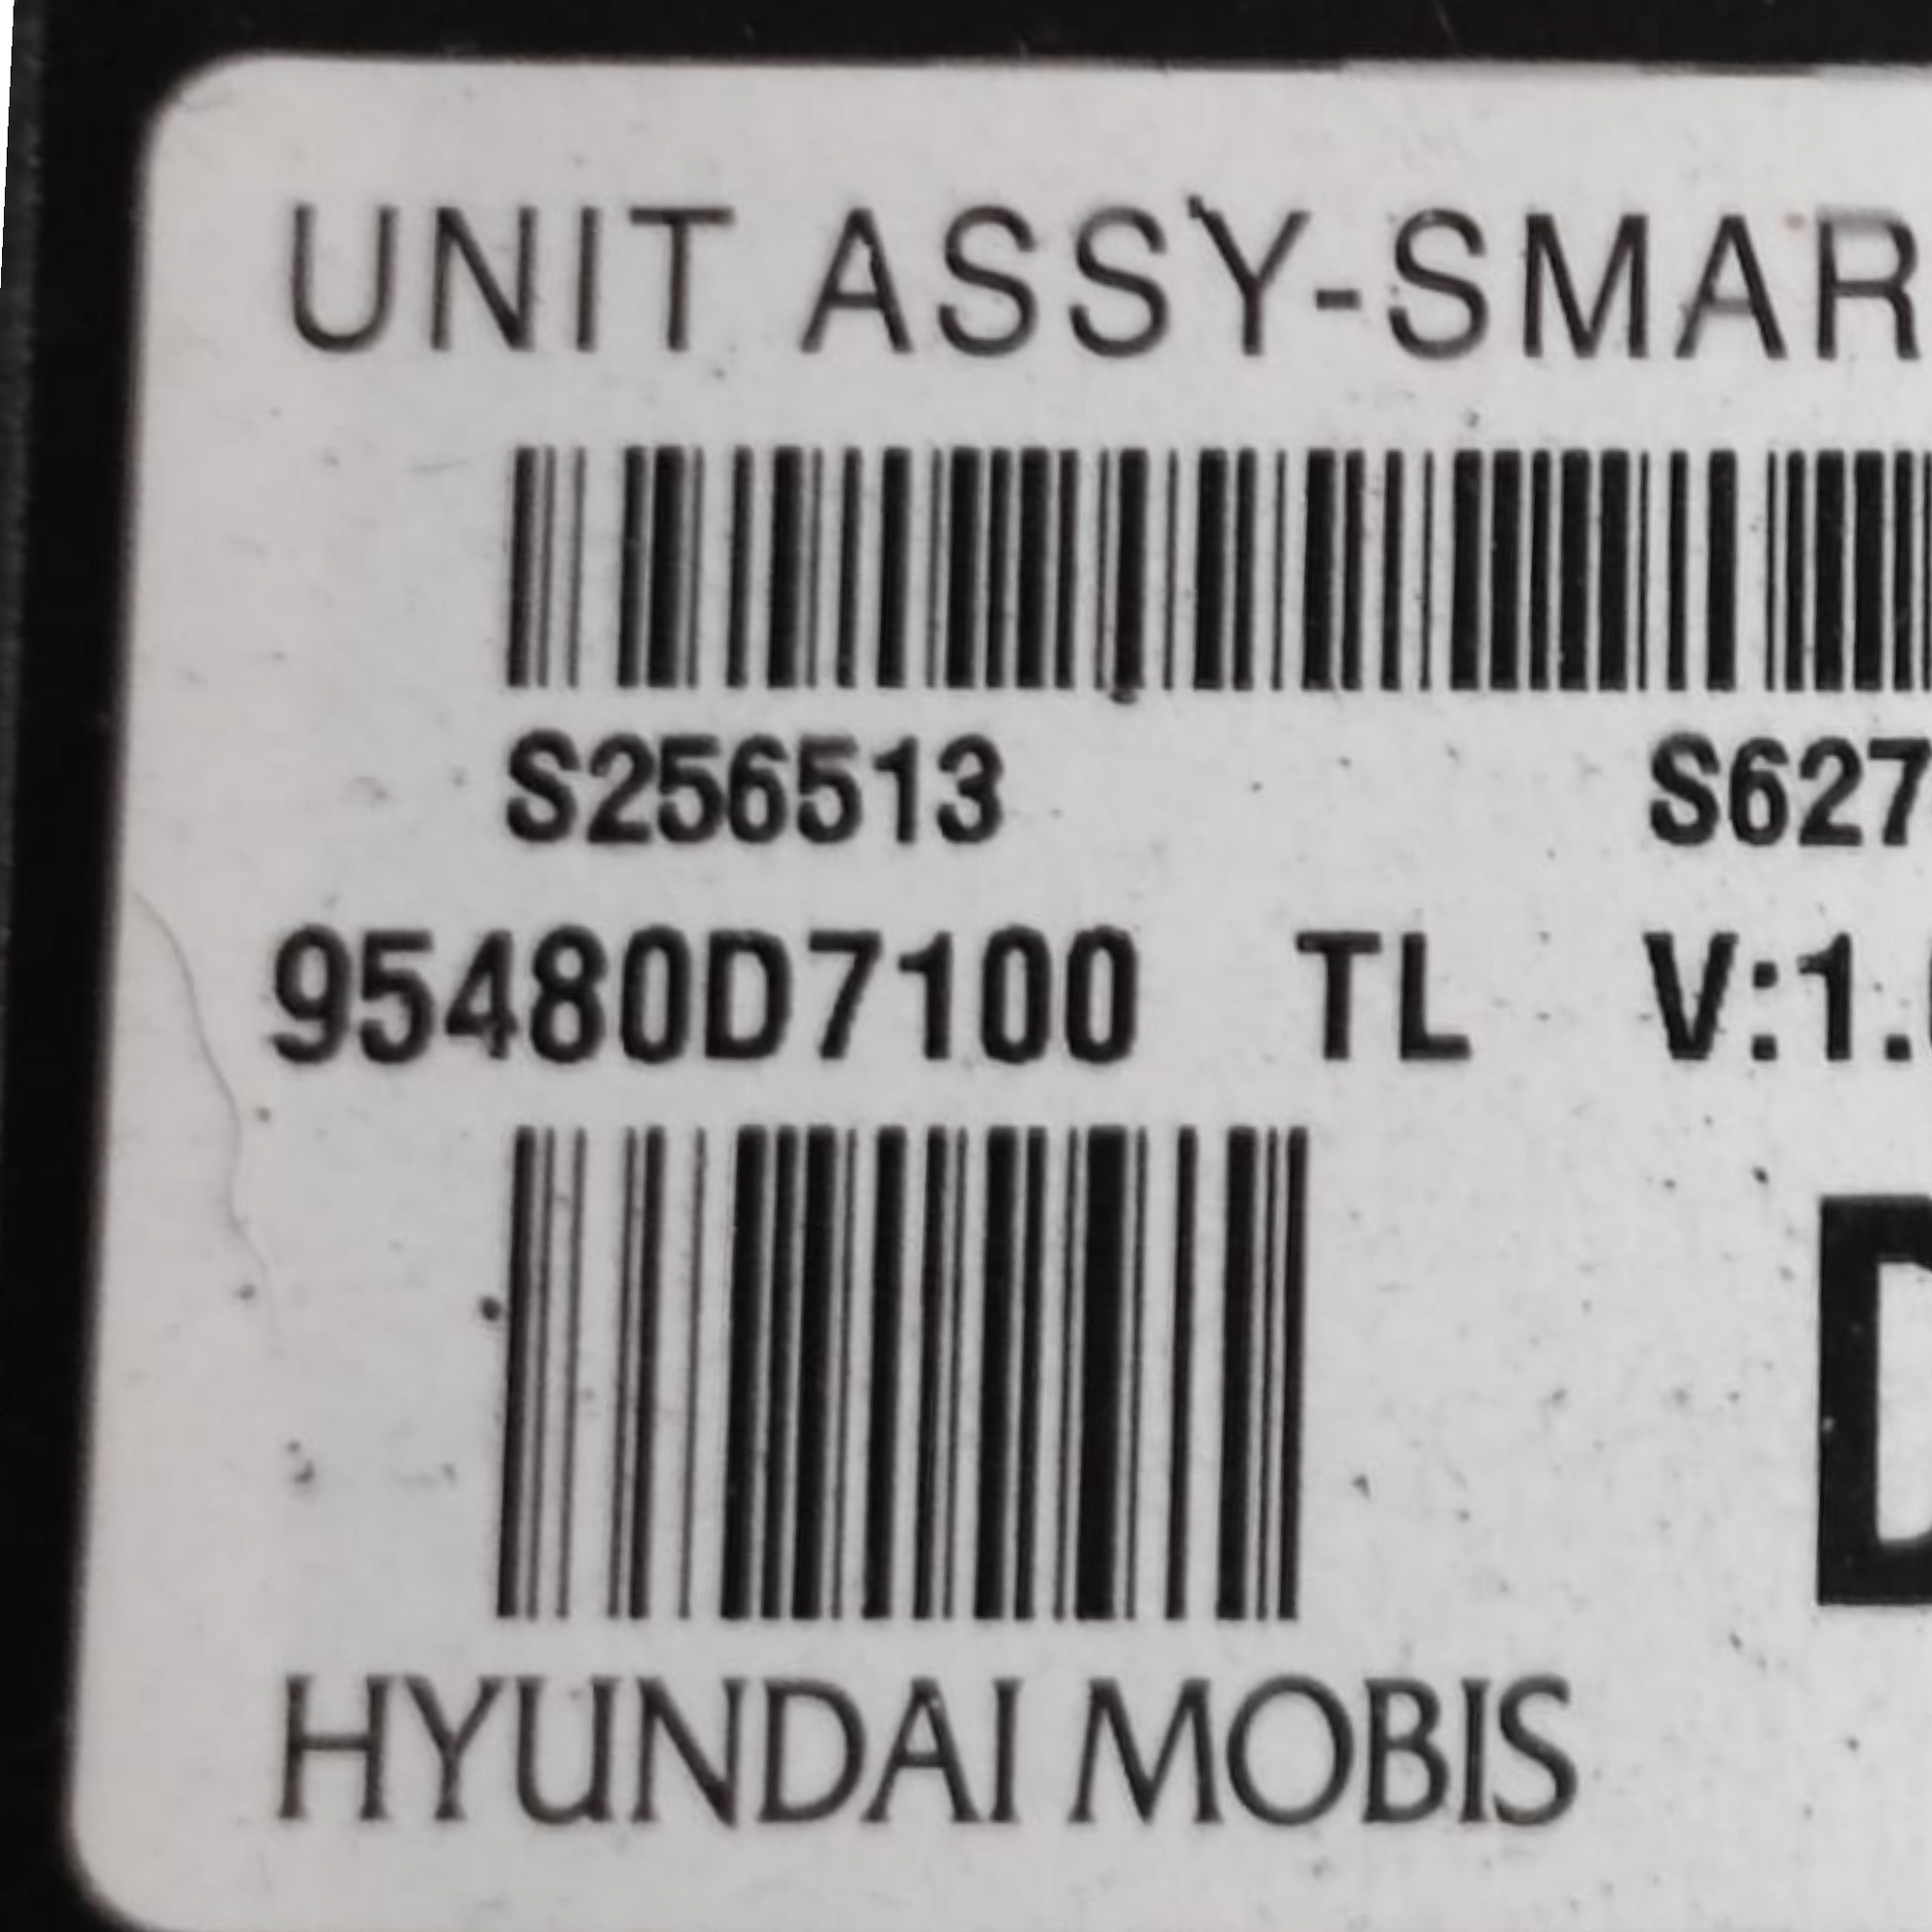 UNIT ASSY-SMAR
S256513 S627
95480D7100 TL V:1.
D
HYUNDAI MOBIS